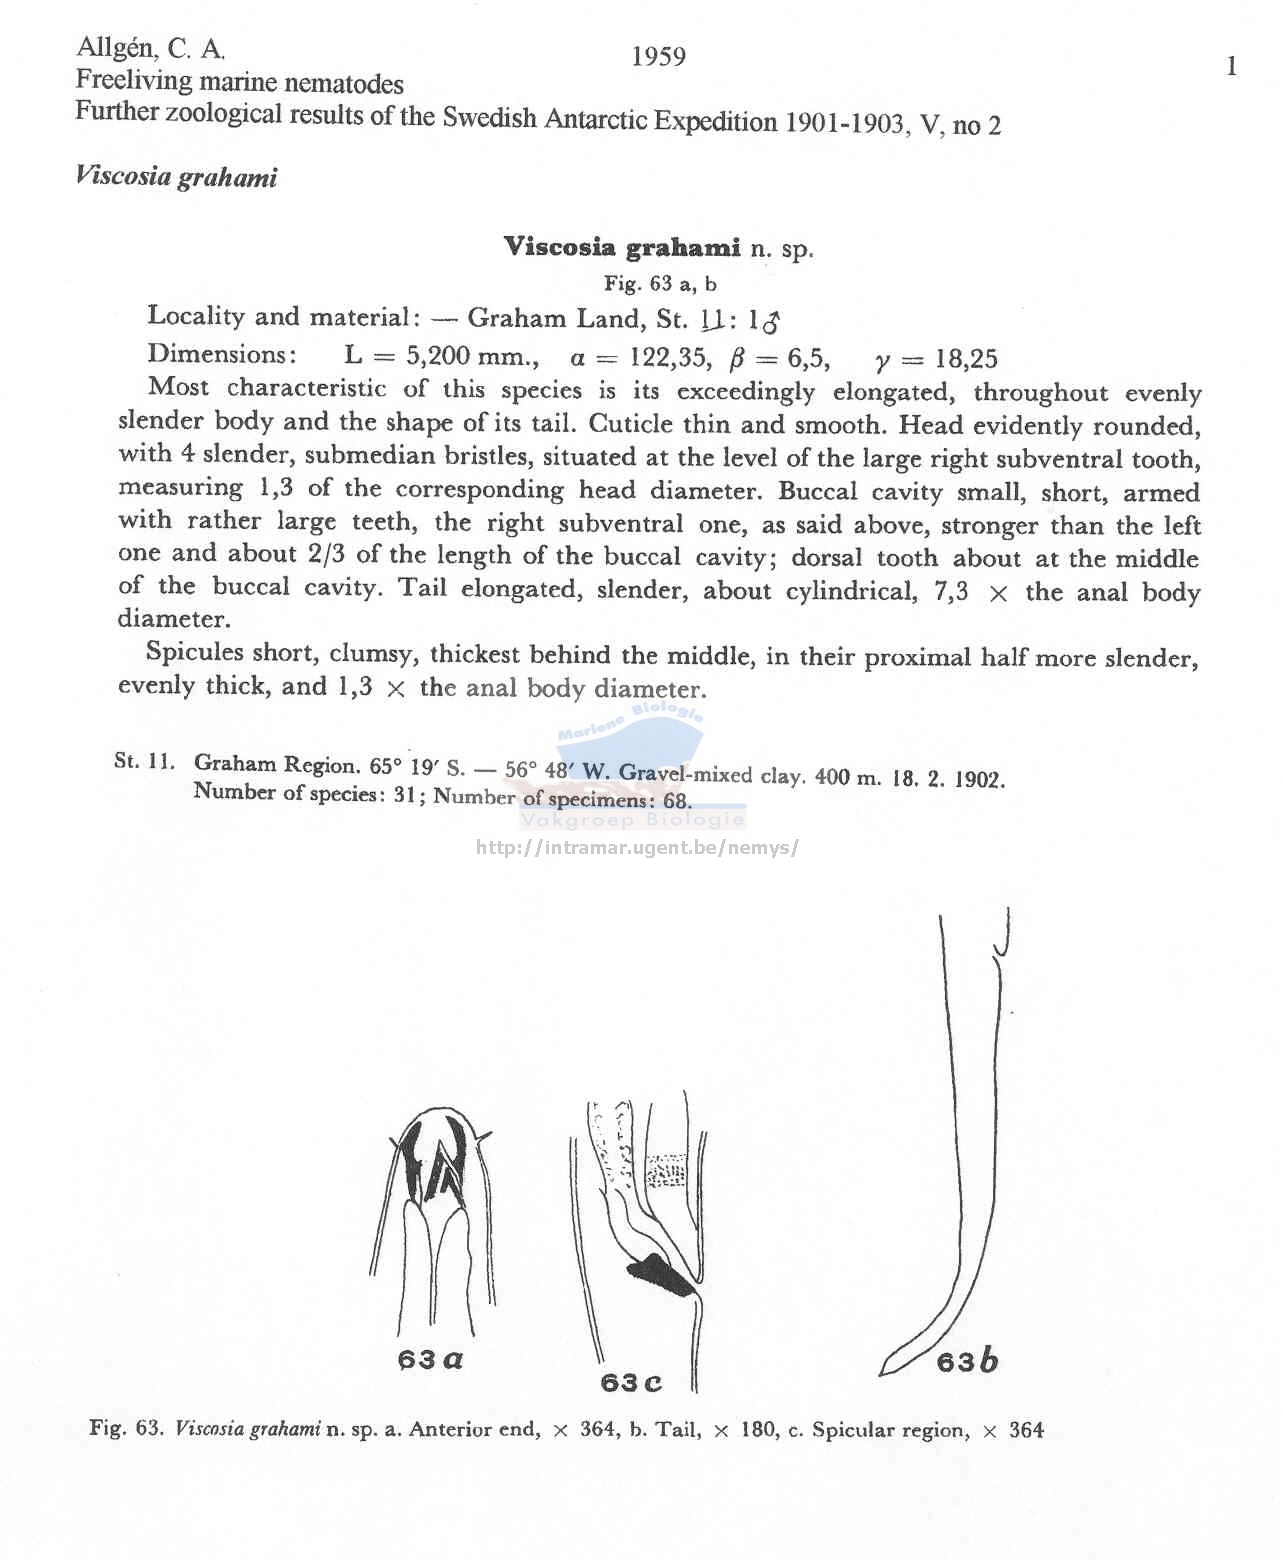 Allgén, C. A.
1959
1
Freeliving marine nematodes
Further zoological results of the Swedish Antarctic Expedition 1901-1903, V, no 2
Viscosia grahami
Viscosia grahami n. sp.
Fig. 63 a, b
Locality and material: — Graham Land, St. 11: 1♂
Dimensions: L = 5,200 mm., α = 122,35, β = 6,5, γ = 18,25
Most characteristic of this species is its exceedingly elongated, throughout evenly
slender body and the shape of its tail. Cuticle thin and smooth. Head evidently rounded,
with 4 slender, submedian bristles, situated at the level of the large right subventral tooth,
measuring 1,3 of the corresponding head diameter. Buccal cavity small, short, armed
with rather large teeth, the right subventral one, as said above, stronger than the left
one and about 2/3 of the length of the buccal cavity; dorsal tooth about at the middle
of the buccal cavity. Tail elongated, slender, about cylindrical, 7,3 × the anal body
diameter.
Spicules short, clumsy, thickest behind the middle, in their proximal half more slender,
evenly thick, and 1,3 × the anal body diameter.
Mariene Biologie
St. 11. Graham Region. 65° 19′ S. — 56° 48′ W. Gravel-mixed clay. 400 m. 18. 2. 1902.
Number of species: 31; Number of specimens: 68.
Vakgroep Biologie
http://intramar.ugent.be/nemys/
63 a
63 c
63 b
Fig. 63. Viscosia grahami n. sp. a. Anterior end, × 364, b. Tail, × 180, c. Spicular region, × 364